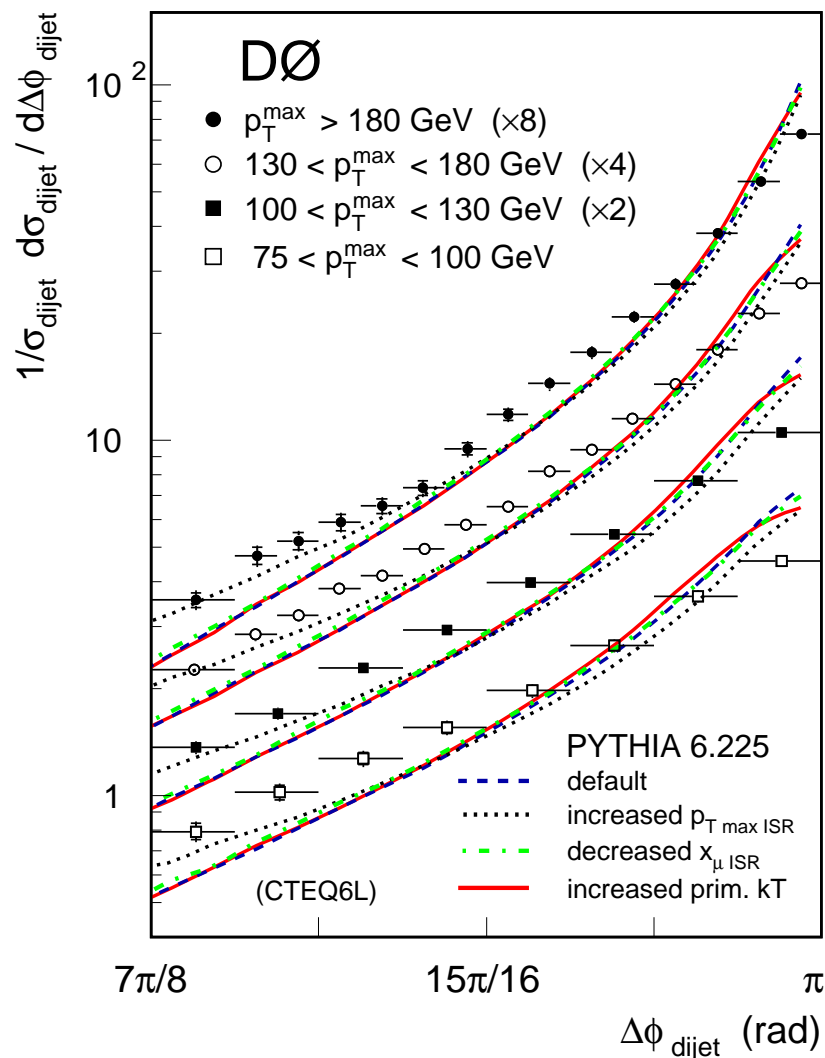 DØ
p_T^max > 180 GeV (×8)
130 < p_T^max < 180 GeV (×4)
100 < p_T^max < 130 GeV (×2)
75 < p_T^max < 100 GeV
1/σ_dijet dσ_dijet / dΔϕ_dijet
10^2
10
1
PYTHIA 6.225
default
increased p_T max ISR
decreased x_μ ISR
increased prim. kT
(CTEQ6L)
7π/8
15π/16
π
Δϕ_dijet (rad)